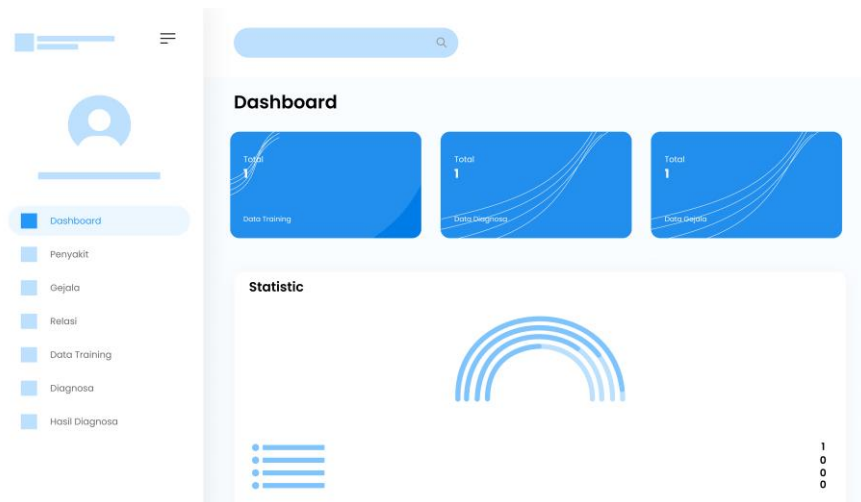 Dashboard
Total
1
Data Training
Total
1
Data Diagnosa
Total
1
Data Gejala
Dashboard
Penyakit
Gejala
Relasi
Data Training
Diagnosa
Hasil Diagnosa
Statistic
1
0
0
0